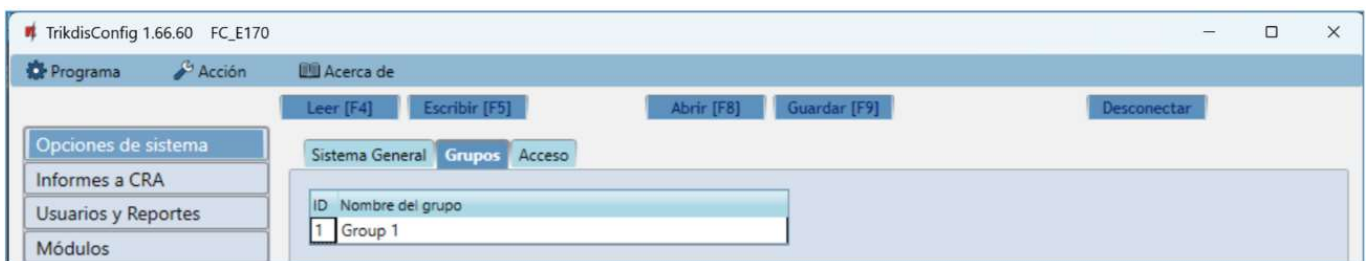 TrikdisConfig 1.66.60 FC_E170
Programa Acción Acerca de
Leer [F4] Escribir [F5] Abrir [F8] Guardar [F9] Desconectar
Opciones de sistema
Informes a CRA
Usuarios y Reportes
Módulos
Sistema General Grupos Acceso
ID Nombre del grupo
1 Group 1